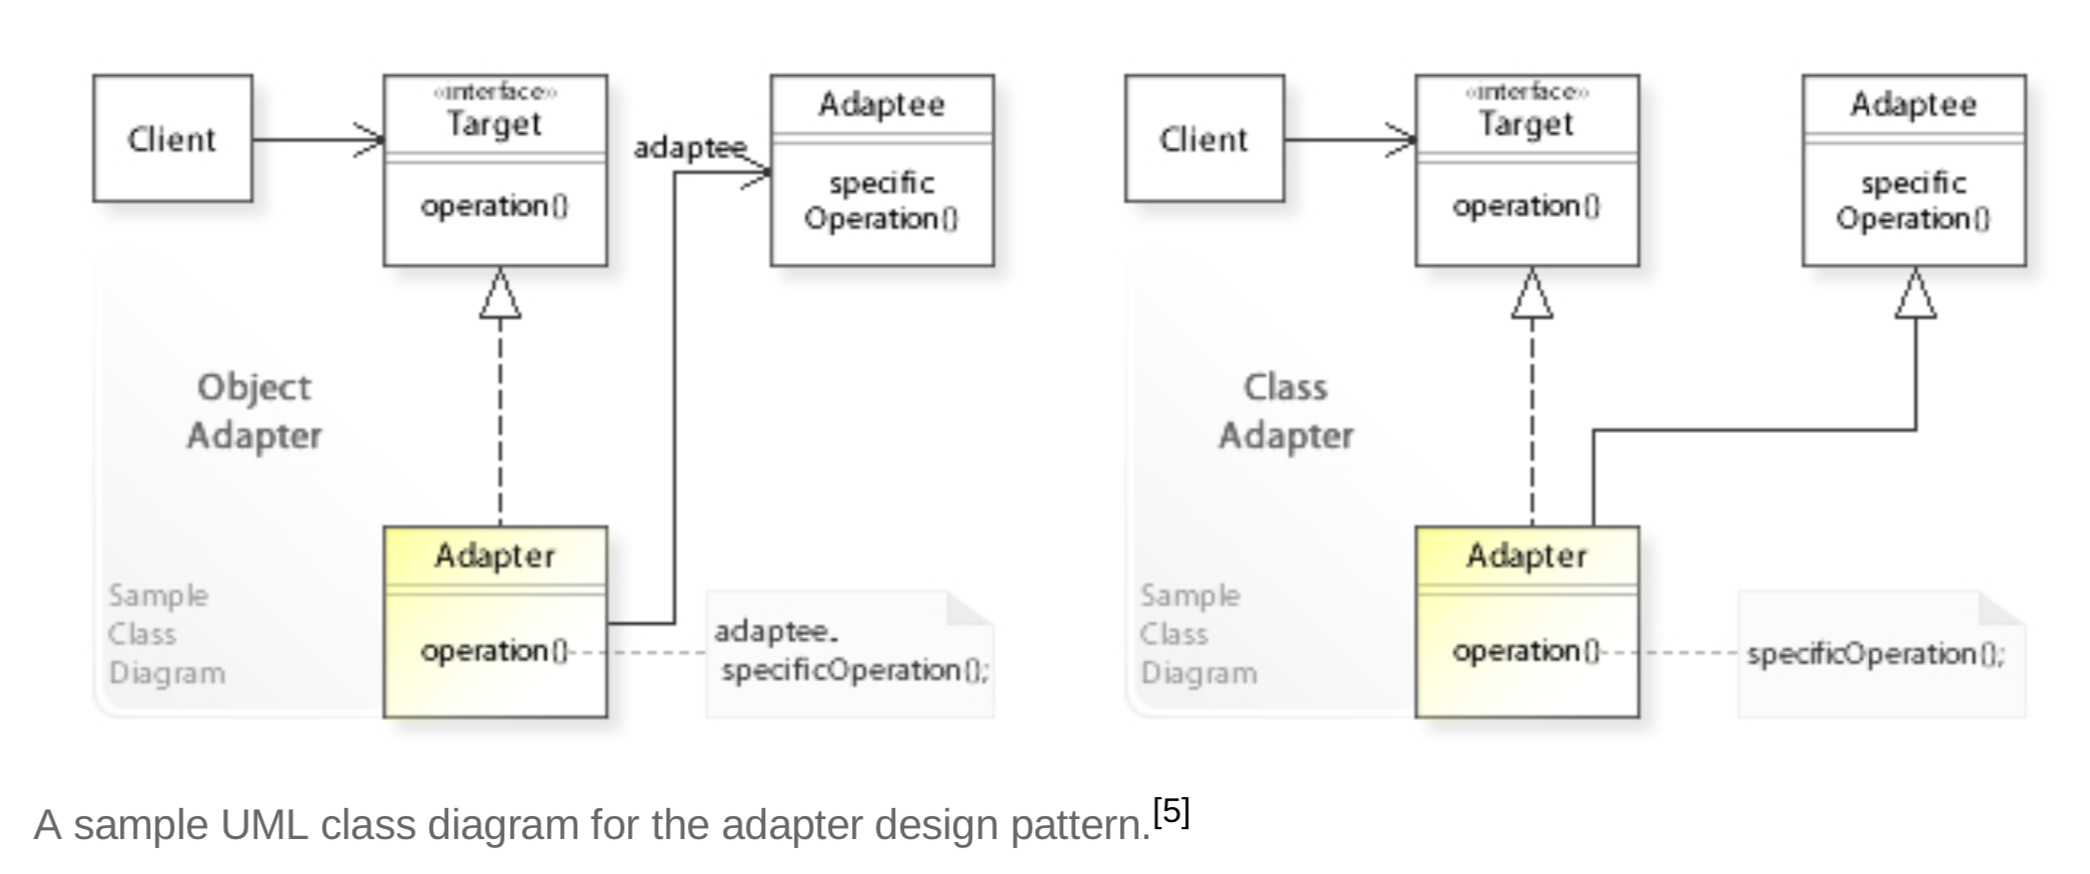 Client
«interface»
Target
operation()
adaptee
Adaptee
specific
Operation()
Object
Adapter
Sample
Class
Diagram
Adapter
operation()
adaptee.
specificOperation();
Client
«interface»
Target
operation()
Adaptee
specific
Operation()
Class
Adapter
Sample
Class
Diagram
Adapter
operation()
specificOperation();
A sample UML class diagram for the adapter design pattern.[5]